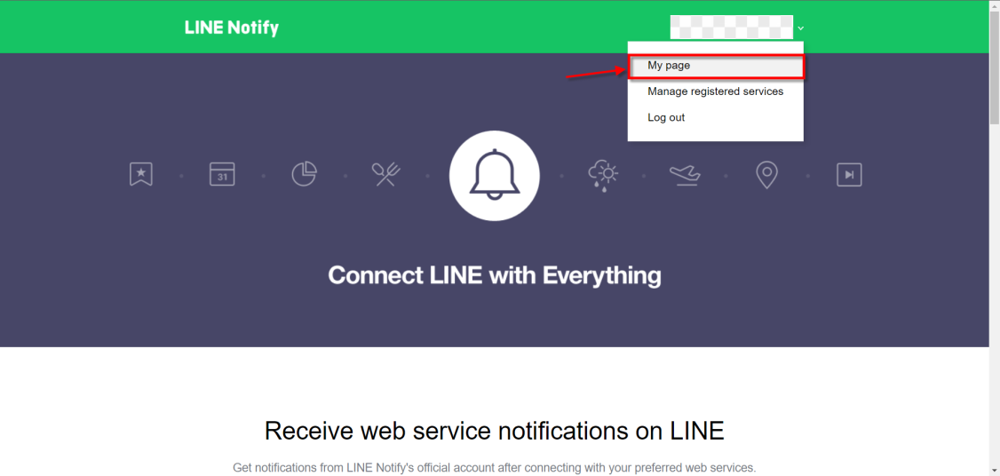 LINE Notify
My page
Manage registered services
Log out
31
Connect LINE with Everything
Receive web service notifications on LINE
Get notifications from LINE Notify's official account after connecting with your preferred web services.